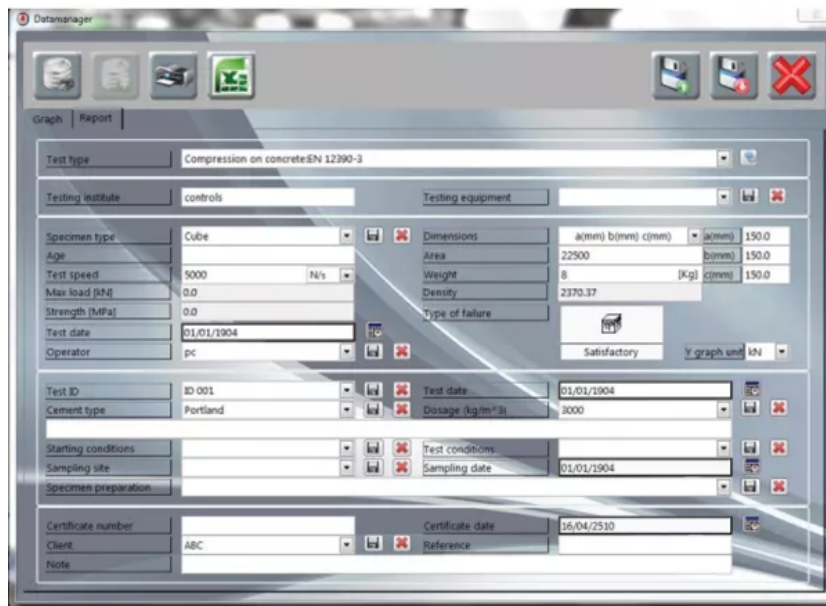 Datamanager
Graph Report
Test type Compression on concrete:EN 12390-3
Testing institute controls Testing equipment
Specimen type Cube Dimensions a(mm) b(mm) c(mm) a(mm) 150.0
Age Area 22500 b(mm) 150.0
Test speed 5000 N/s Weight 8 [Kg] c(mm) 150.0
Max load [kN] 0.0 Density 2370.37
Strength [MPa] 0.0 Type of failure
Test date 01/01/1904
Operator pc Satisfactory Y graph unit kN
Test ID ID 001 Test date 01/01/1904
Cement type Portland Dosage (kg/m^3) 3000
Starting conditions Test conditions
Sampling site Sampling date 01/01/1904
Specimen preparation
Certificate number Certificate date 16/04/2510
Client ABC Reference
Note